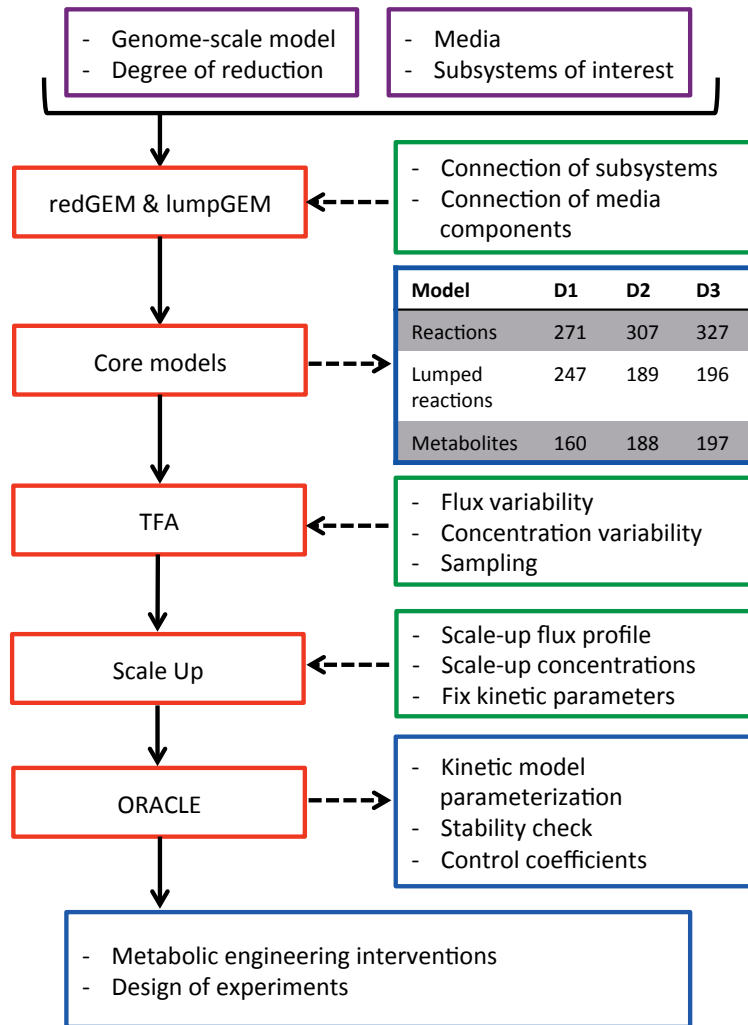 - Genome-scale model
- Degree of reduction
- Media
- Subsystems of interest
redGEM & lumpGEM
- Connection of subsystems
- Connection of media
components
Core models
Model D1 D2 D3
Reactions 271 307 327
Lumped
reactions 247 189 196
Metabolites 160 188 197
TFA
- Flux variability
- Concentration variability
- Sampling
Scale Up
- Scale-up flux profile
- Scale-up concentrations
- Fix kinetic parameters
ORACLE
- Kinetic model
parameterization
- Stability check
- Control coefficients
- Metabolic engineering interventions
- Design of experiments